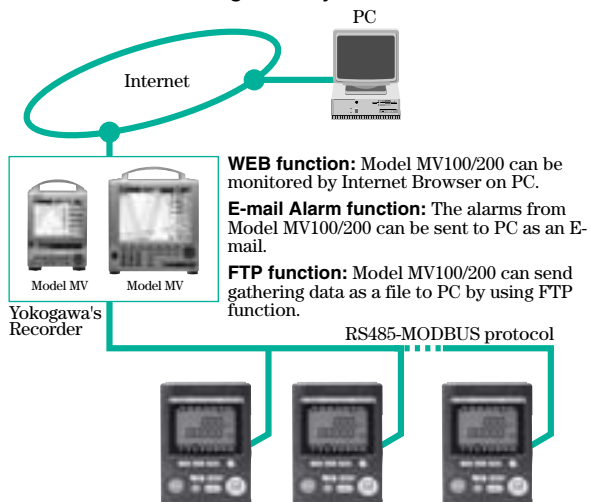 PC
Internet
WEB function: Model MV100/200 can be
monitored by Internet Browser on PC.
E-mail Alarm function: The alarms from
Model MV100/200 can be sent to PC as an E-
mail.
FTP function: Model MV100/200 can send
gathering data as a file to PC by using FTP
function.
Model MV
Model MV
Yokogawa's
Recorder
RS485-MODBUS protocol